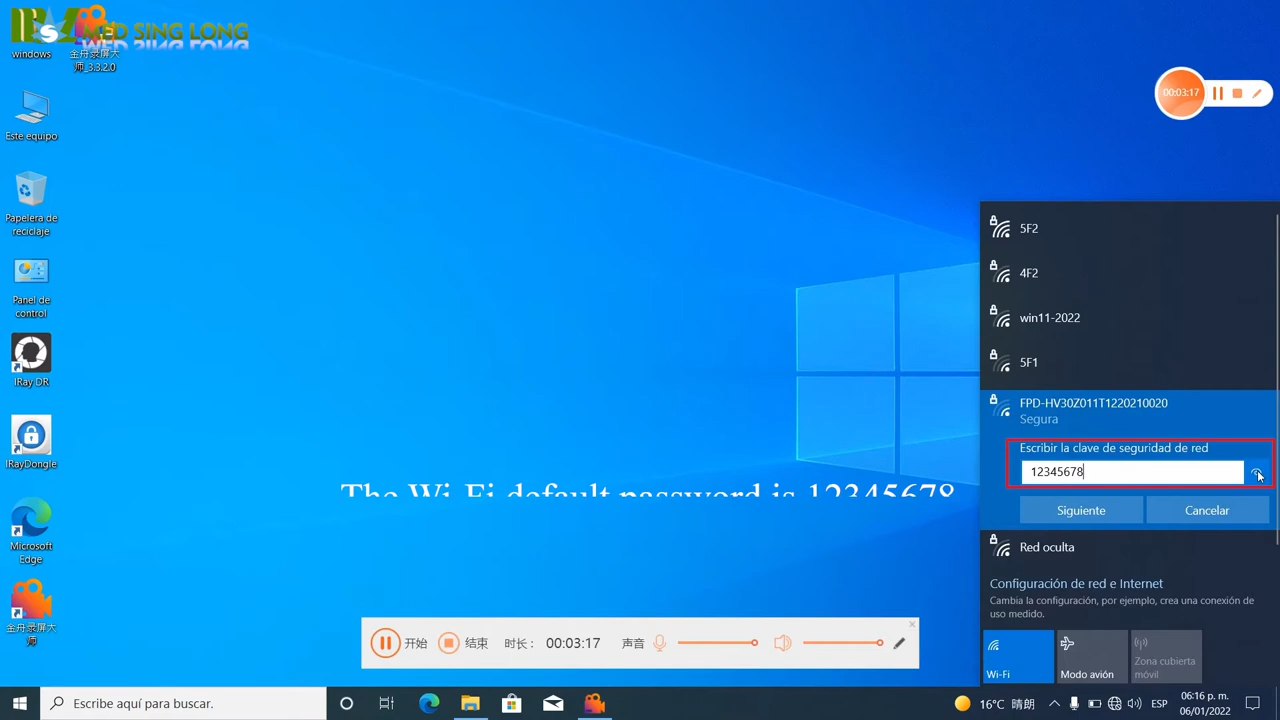 MED SING LONG
windows
金舟录屏大
师_3.3.2.0
Este equipo
Papelera de
reciclaje
Panel de
control
IRay DR
IRayDongle
Microsoft
Edge
金舟录屏大
师
00:03:17
5F2
4F2
win11-2022
5F1
FPD-HV30Z011T1220210020
Segura
Escribir la clave de seguridad de red
12345678
Siguiente
Cancelar
Red oculta
Configuración de red e Internet
Cambia la configuración, por ejemplo, crea una conexión de
uso medido.
Wi-Fi
Modo avión
Zona cubierta
móvil
The Wi-Fi default password is 12345678
开始
结束
时长：
00:03:17
声音
Escribe aquí para buscar.
16°C 晴朗
ESP
06:16 p. m.
06/01/2022